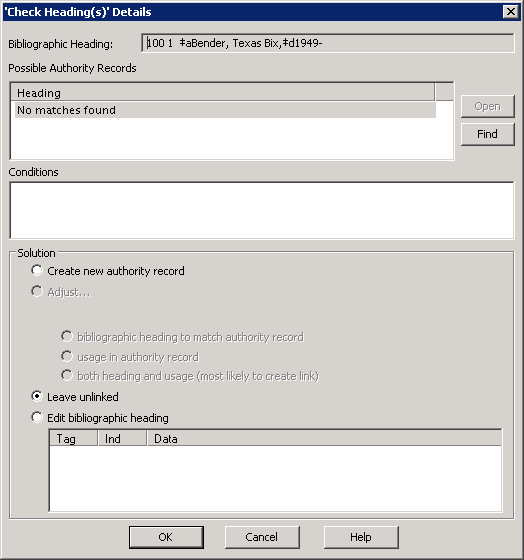 'Check Heading(s)' Details
Bibliographic Heading: 100 1 ‡aBender, Texas Bix,‡d1949-
Possible Authority Records
Heading
No matches found
Open
Find
Conditions
Solution
Create new authority record
Adjust...
bibliographic heading to match authority record
usage in authority record
both heading and usage (most likely to create link)
Leave unlinked
Edit bibliographic heading
Tag Ind Data
OK Cancel Help